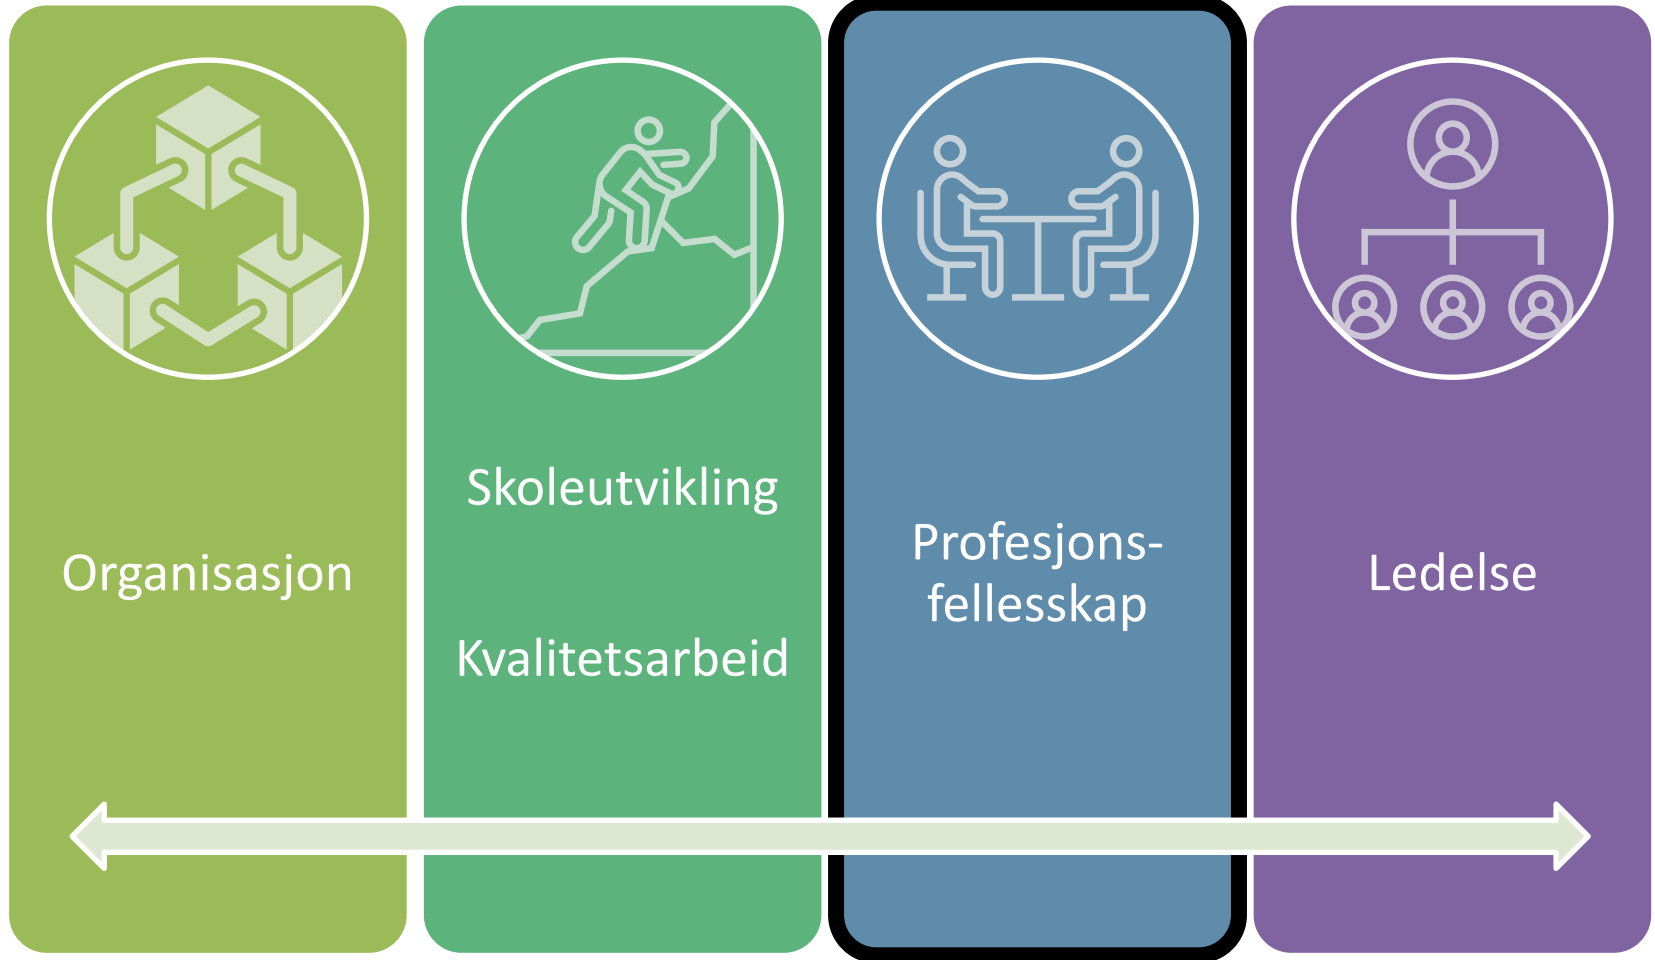 Organisasjon
Skoleutvikling
Kvalitetsarbeid
Profesjons-
fellesskap
Ledelse